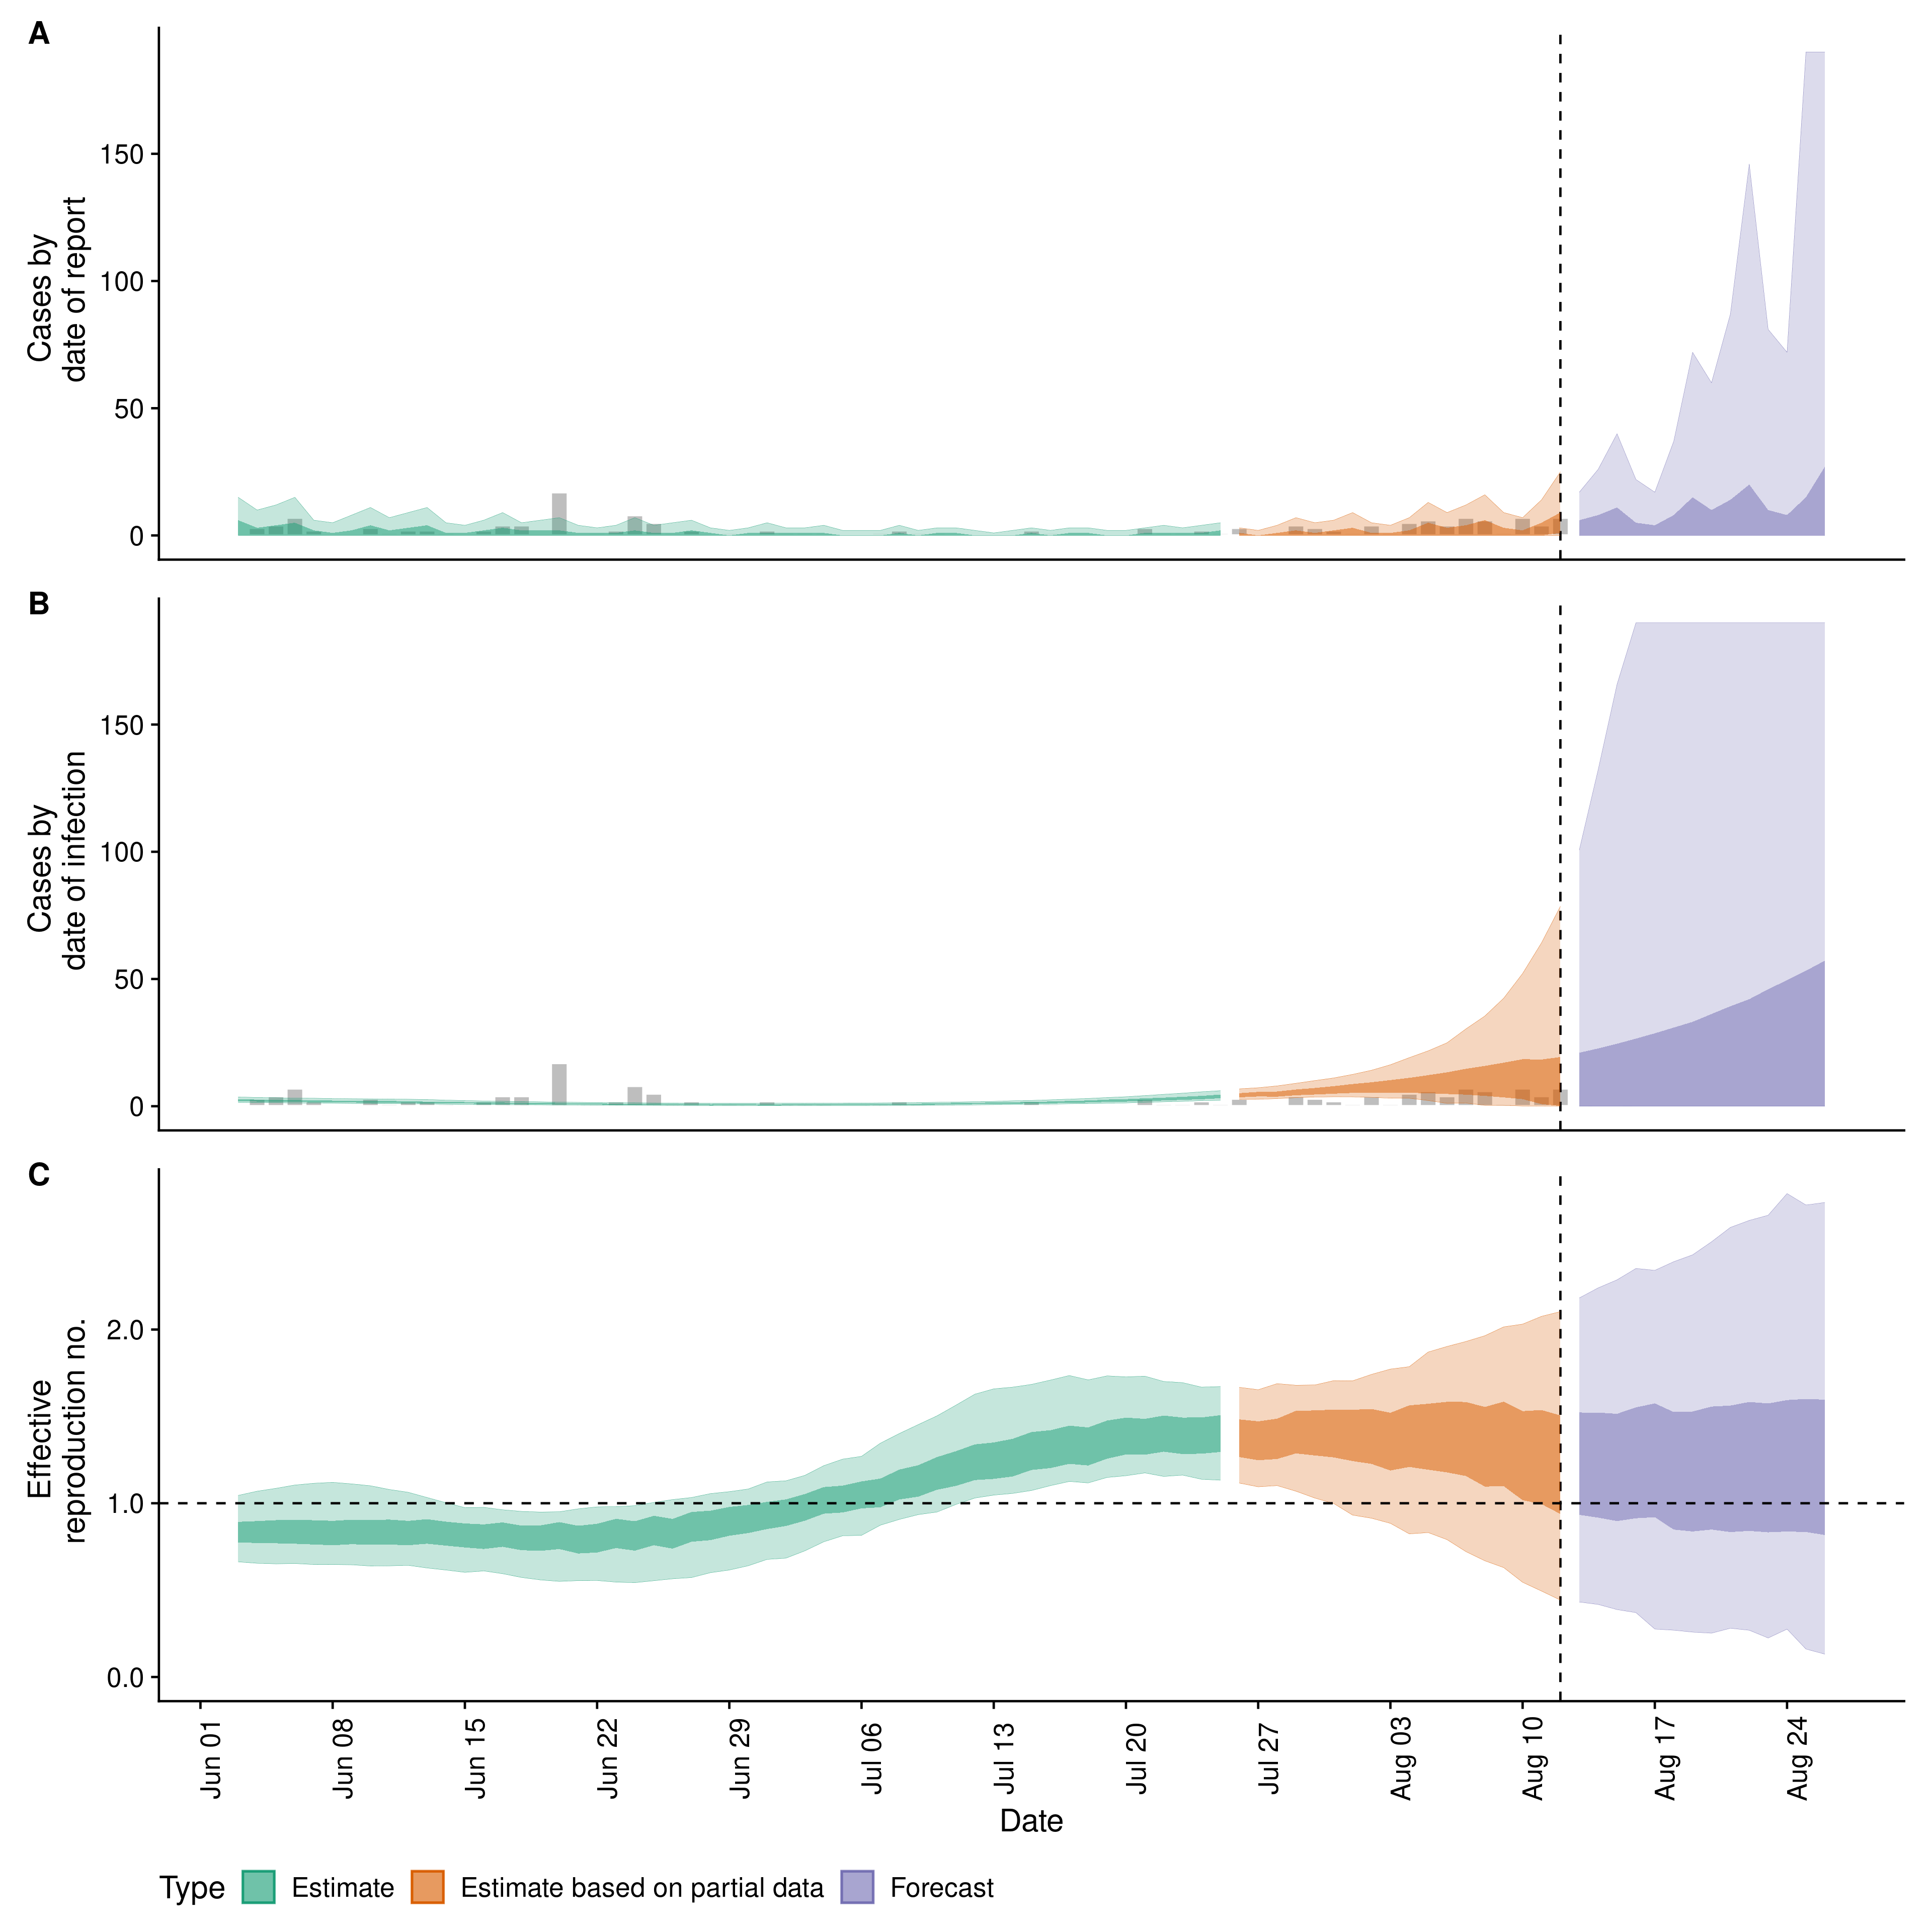 A
Cases by
date of report
150
100
50
0
B
Cases by
date of infection
150
100
50
0
C
Effective
reproduction no.
2.0
1.0
0.0
Jun 01
Jun 08
Jun 15
Jun 22
Jun 29
Jul 06
Jul 13
Jul 20
Jul 27
Aug 03
Aug 10
Aug 17
Aug 24
Date
Type Estimate Estimate based on partial data Forecast